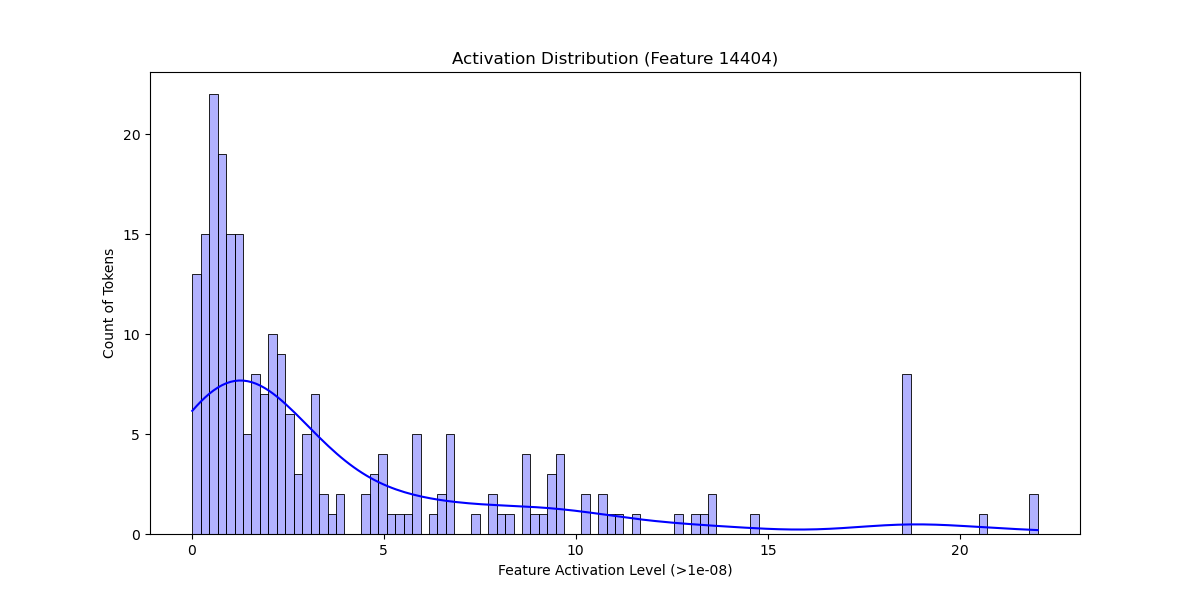 Activation Distribution (Feature 14404)
Count of Tokens
20
15
10
5
0
0 5 10 15 20
Feature Activation Level (>1e-08)